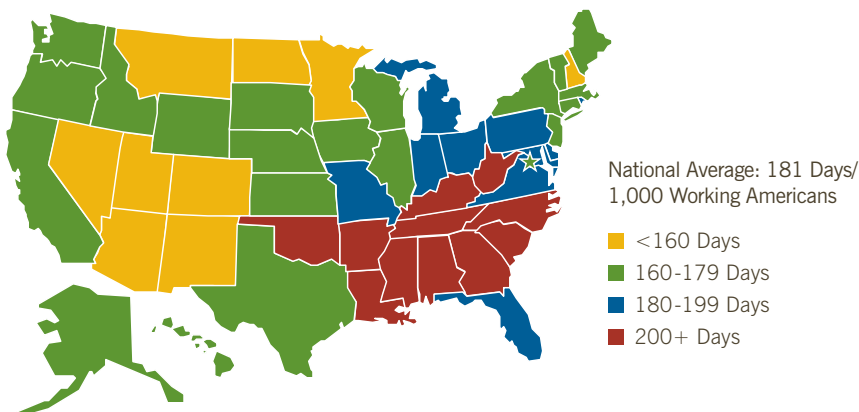 National Average: 181 Days/
1,000 Working Americans
<160 Days
160-179 Days
180-199 Days
200+ Days